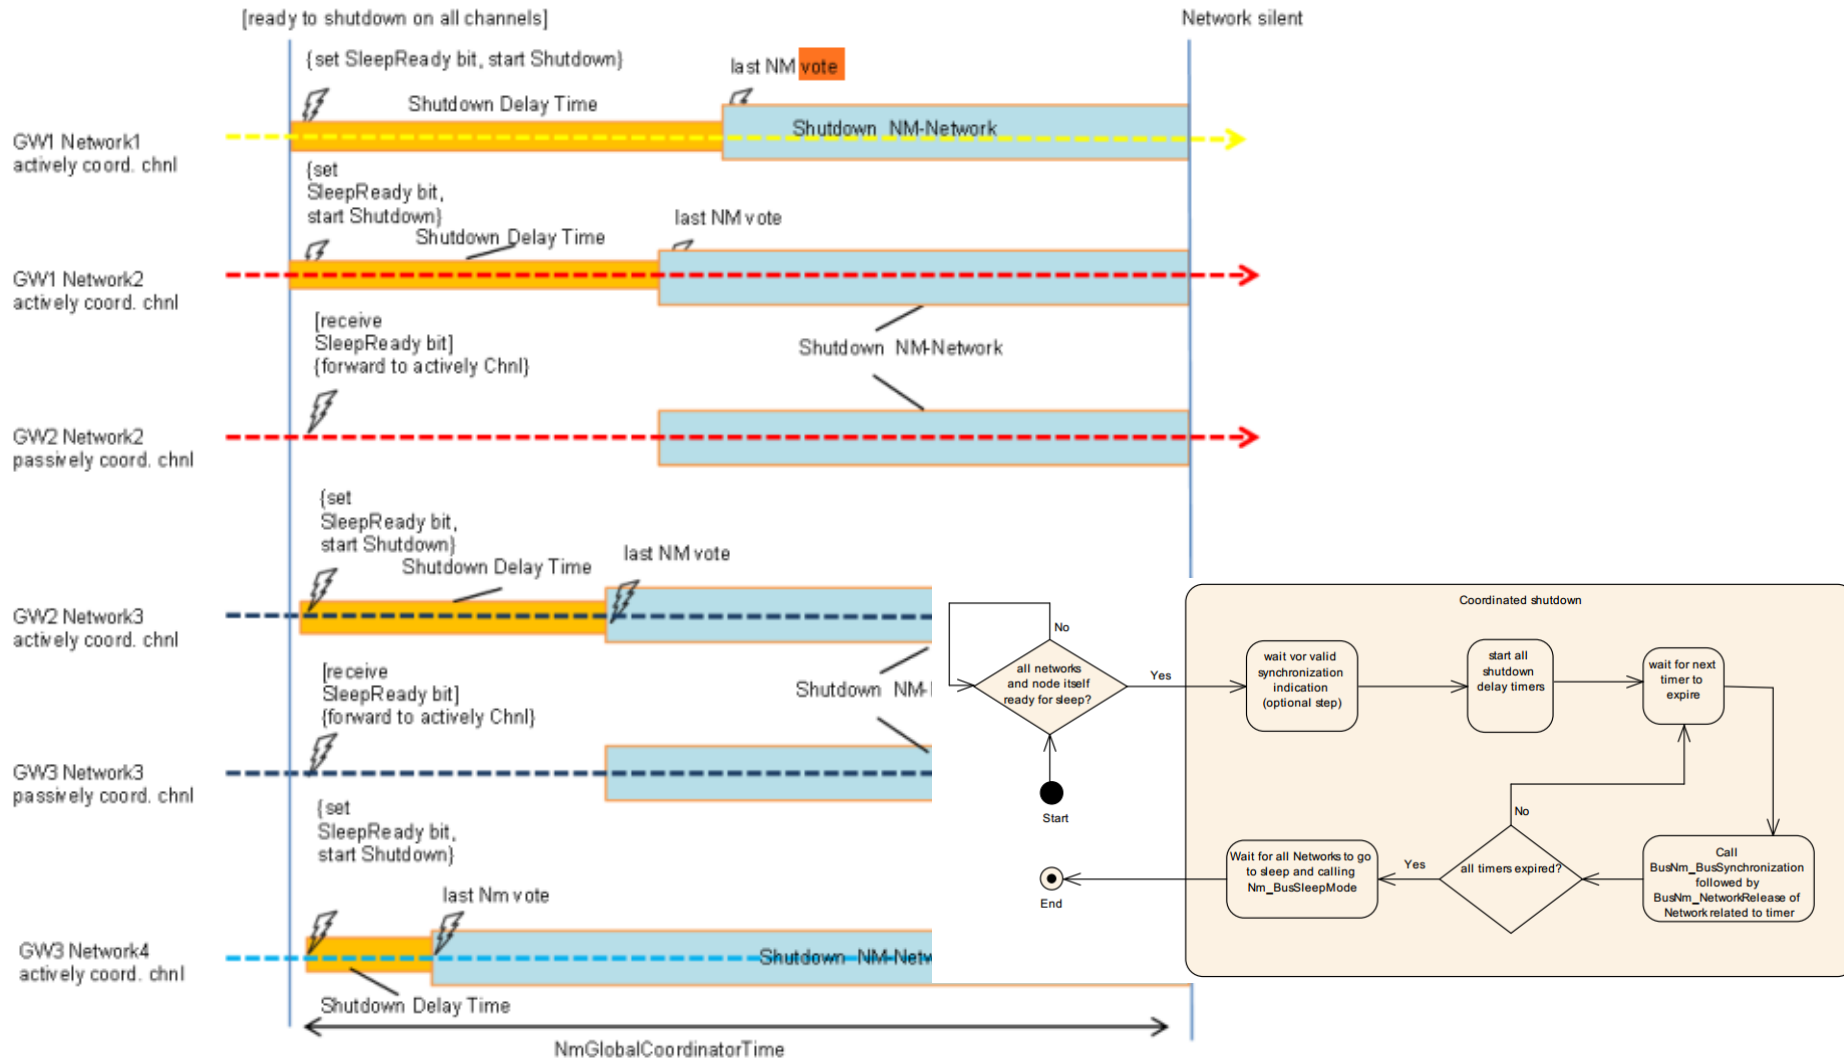 [ready to shutdown on all channels]
Network silent
{set SleepReady bit, start Shutdown}
last NM vote
Shutdown Delay Time
Shutdown NM-Network
GW1 Network1
actively coord. chnl
{set
SleepReady bit,
start Shutdown}
last NM vote
Shutdown Delay Time
GW1 Network2
actively coord. chnl
[receive
SleepReady bit]
{forward to actively Chnl}
Shutdown NM-Network
GW2 Network2
passively coord. chnl
{set
SleepReady bit,
start Shutdown}
last NM vote
Shutdown Delay Time
GW2 Network3
actively coord. chnl
[receive
SleepReady bit]
{forward to actively Chnl}
Shutdown NM-
GW3 Network3
passively coord. chnl
{set
SleepReady bit,
start Shutdown}
last Nm vote
GW3 Network4
actively coord. chnl
Shutdown NM-Netw
Shutdown Delay Time
NmGlobalCoordinatorTime
Coordinated shutdown
No
all networks
and node itself
ready for sleep?
Yes
wait vor valid
synchronization
indication
(optional step)
start all
shutdown
delay timers
wait for next
timer to
expire
Start
No
Call
BusNm_BusSynchronization
followed by
BusNm_NetworkRelease of
Network related to timer
all timers expired?
Yes
Wait for all Networks to go
to sleep and calling
Nm_BusSleepMode
End